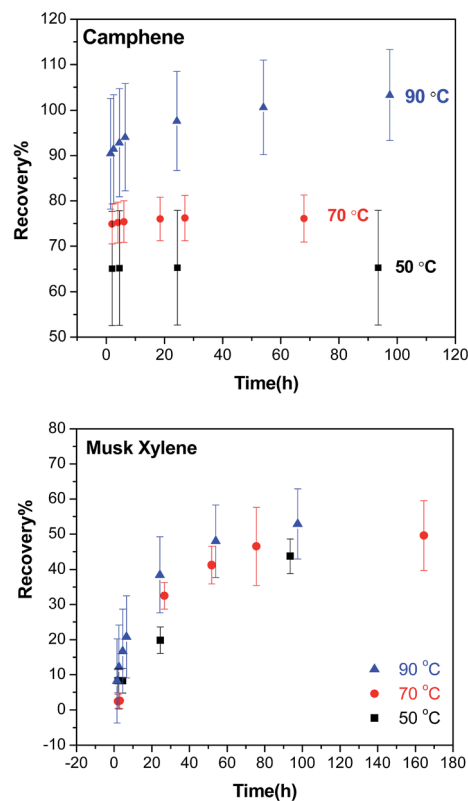 Camphene
120
110
100
90
80
70
60
50
Recovery%
90 °C
70 °C
50 °C
0 20 40 60 80 100 120
Time(h)
Musk Xylene
80
70
60
50
40
30
20
10
0
-10
Recovery%
90 °C
70 °C
50 °C
-20 0 20 40 60 80 100 120 140 160 180
Time(h)